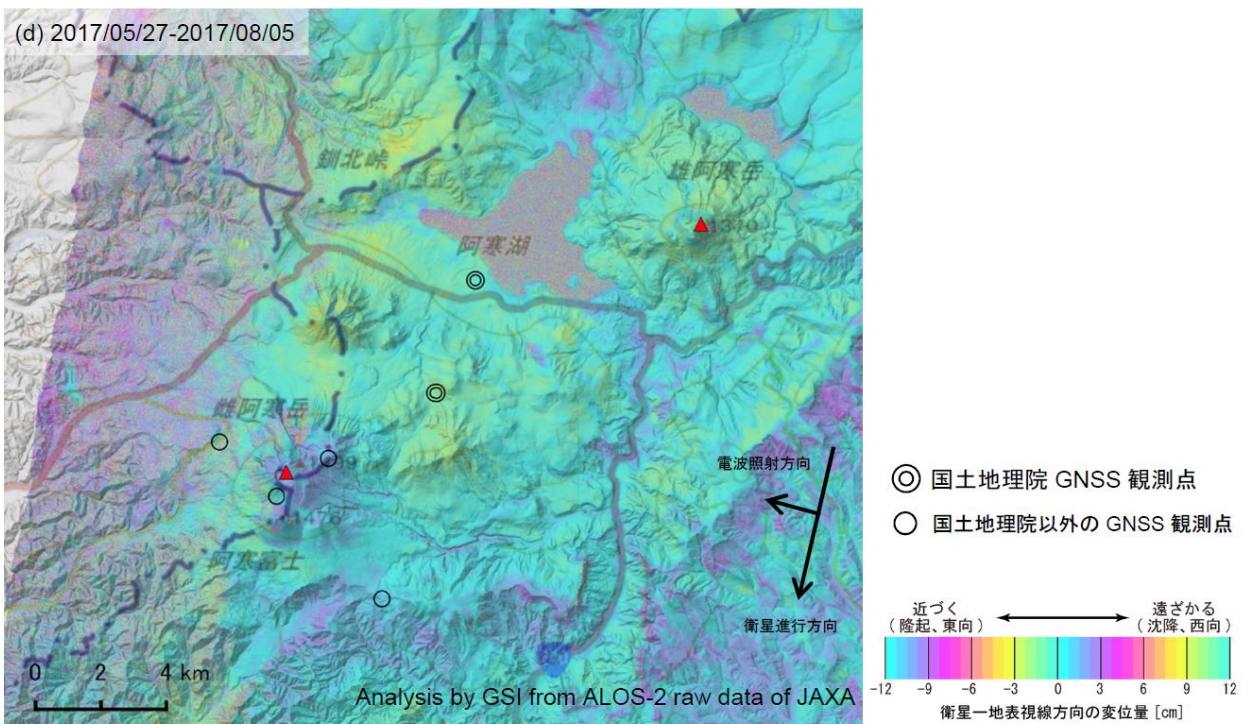 (d) 2017/05/27-2017/08/05
釧北峠
雄阿寒岳
1370
阿寒湖
雌阿寒岳
阿寒富士
電波照射方向
衛星進行方向
0 2 4 km
Analysis by GSI from ALOS-2 raw data of JAXA
国土地理院 GNSS 観測点
国土地理院以外の GNSS 観測点
近づく 遠ざかる
(隆起、東向) (沈降、西向)
-12 -9 -6 -3 0 3 6 9 12
衛星－地表視線方向の変位量 [cm]